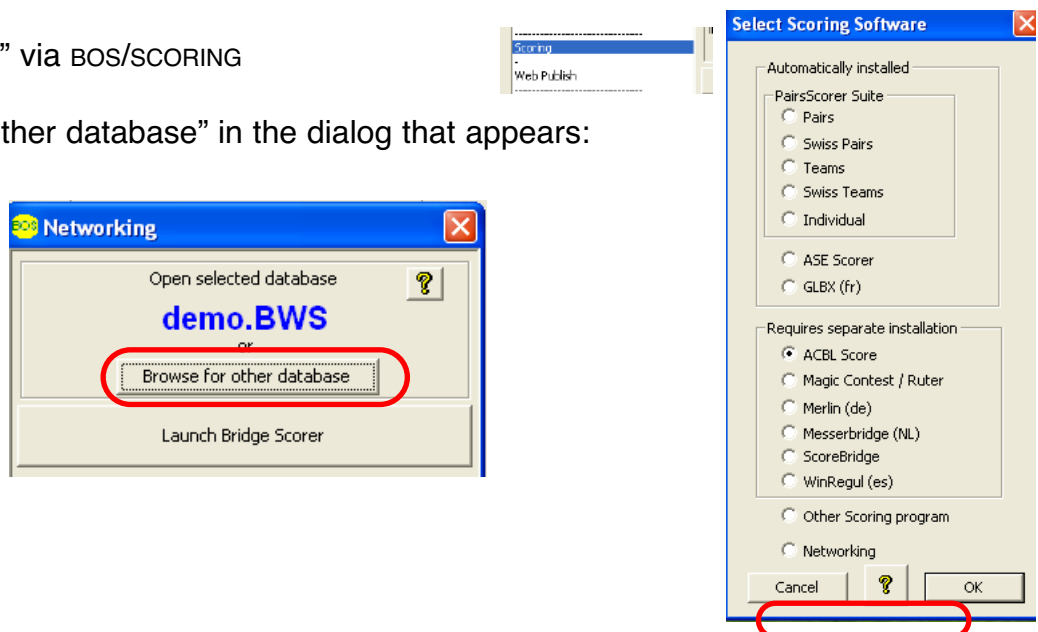 ” via BOS/SCORING
ther database” in the dialog that appears:
Scoring
-
Web Publish
BOS Networking
Open selected database
?
demo.BWS
or
Browse for other database
Launch Bridge Scorer
Select Scoring Software
Automatically installed
PairsScorer Suite
Pairs
Swiss Pairs
Teams
Swiss Teams
Individual
ASE Scorer
GLBX (fr)
Requires separate installation
ACBL Score
Magic Contest / Ruter
Merlin (de)
Messerbridge (NL)
ScoreBridge
WinRegul (es)
Other Scoring program
Networking
Cancel ? OK